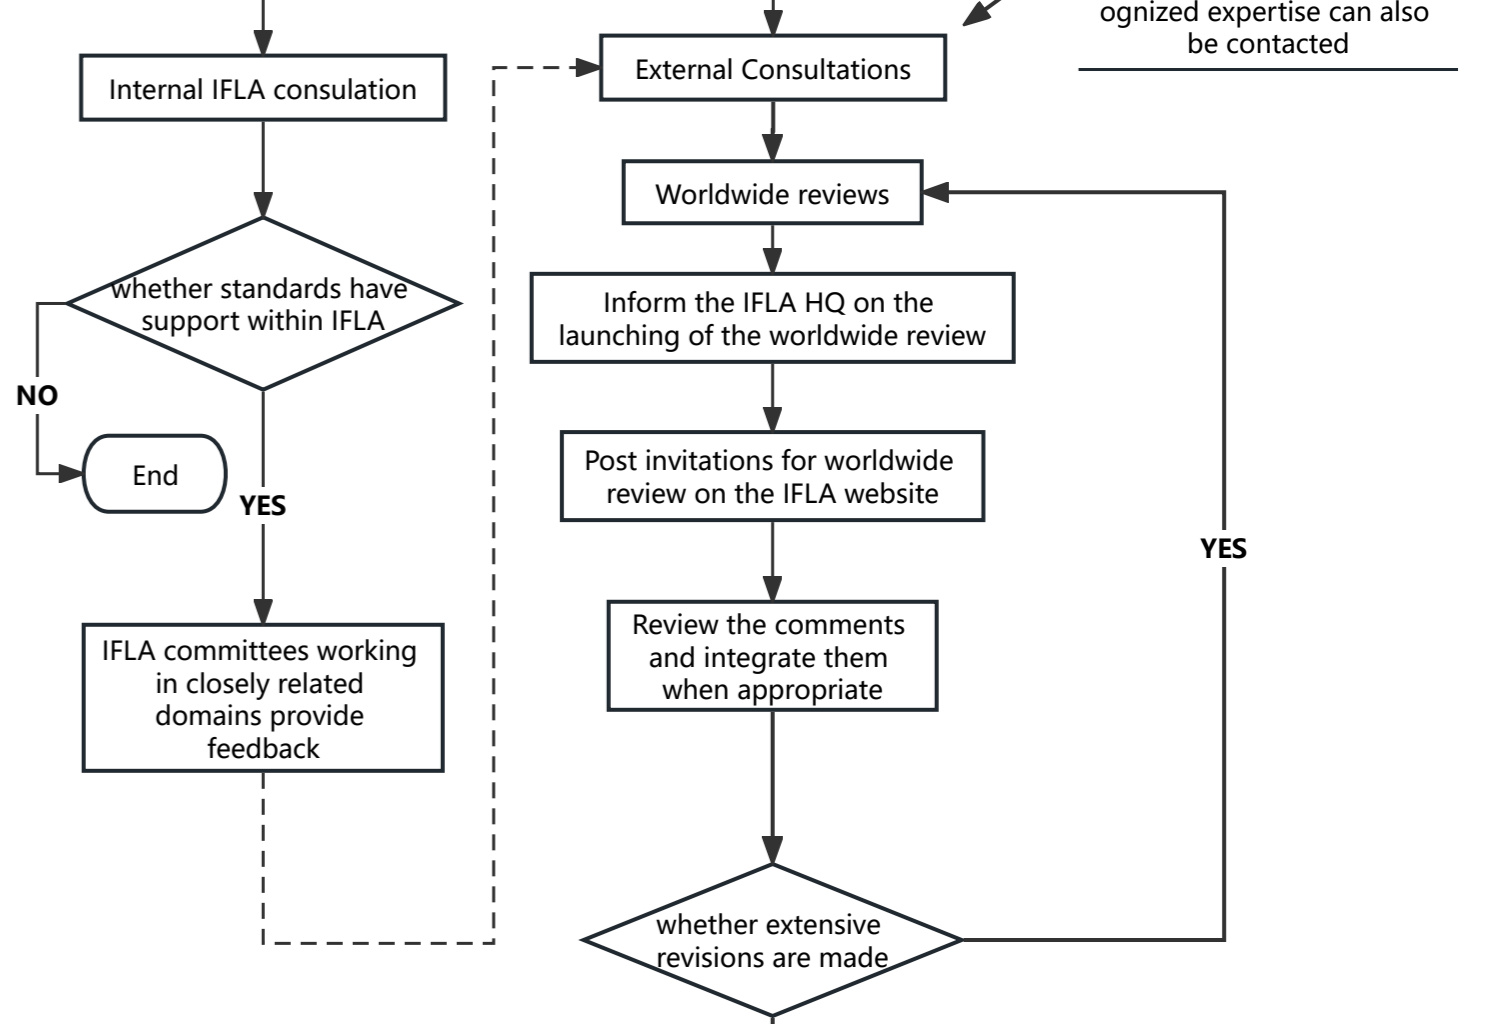 ognized expertise can also
be contacted
External Consultations
Internal IFLA consulation
Worldwide reviews
whether standards have
support within IFLA
Inform the IFLA HQ on the
launching of the worldwide review
NO
End
YES
Post invitations for worldwide
review on the IFLA website
YES
IFLA committees working
in closely related
domains provide
feedback
Review the comments
and integrate them
when appropriate
whether extensive
revisions are made